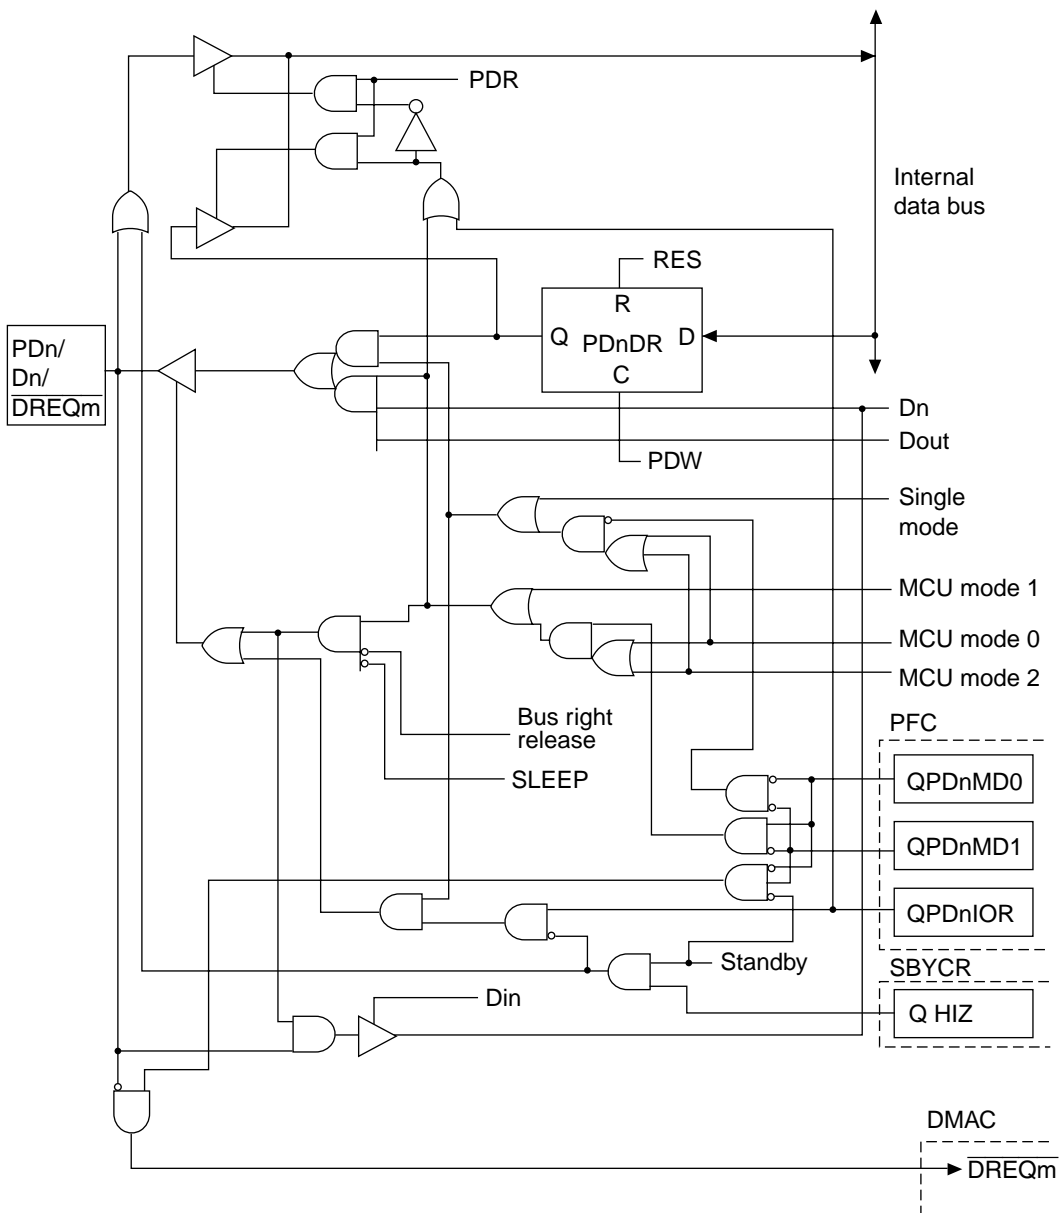 PDR
Internal
data bus
RES
R
Q
PDnDR
D
C
PDn/
Dn/
DREQm
Dn
Dout
PDW
Single
mode
MCU mode 1
MCU mode 0
MCU mode 2
Bus right
release
SLEEP
PFC
QPDnMD0
QPDnMD1
QPDnIOR
Standby
SBYCR
Q HIZ
Din
DMAC
DREQm